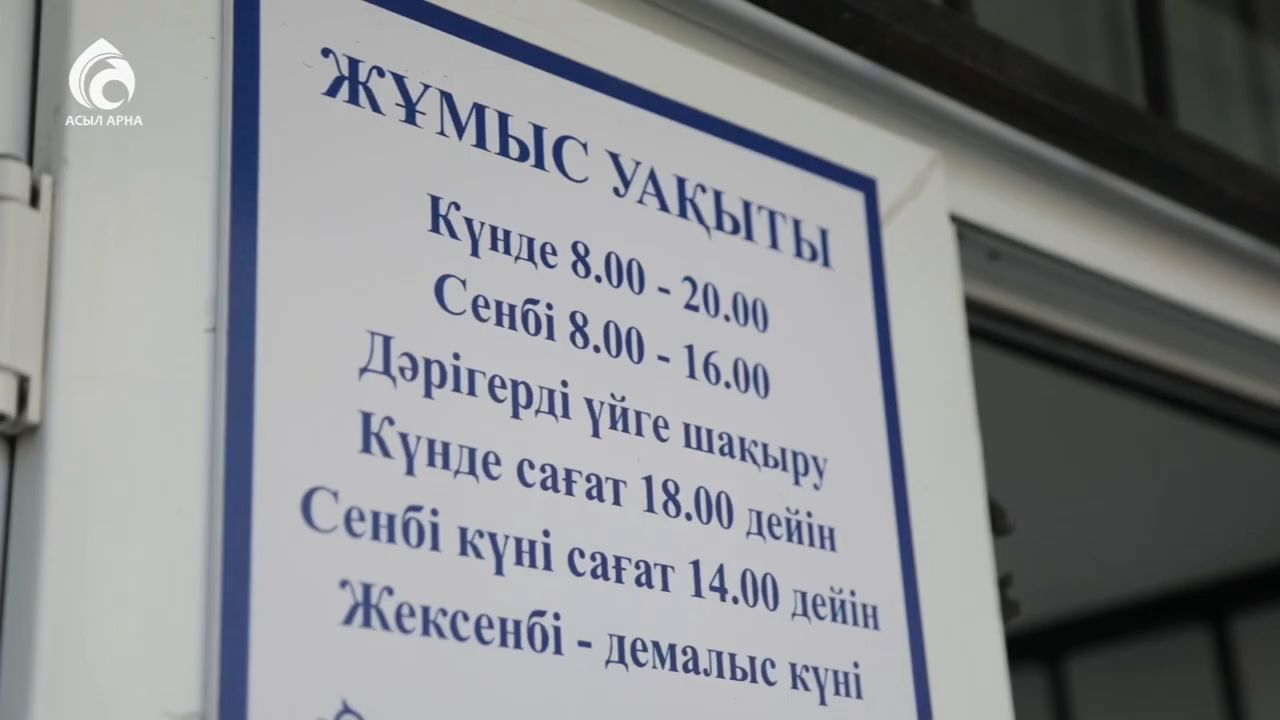 АСЫЛ АРНА
ЖҰМЫС УАҚЫТЫ
Күнде 8.00 - 20.00
Сенбі 8.00 - 16.00
Дәрігерді үйге шақыру
Күнде сағат 18.00 дейін
Сенбі күні сағат 14.00 дейін
Жексенбі - демалыс күні